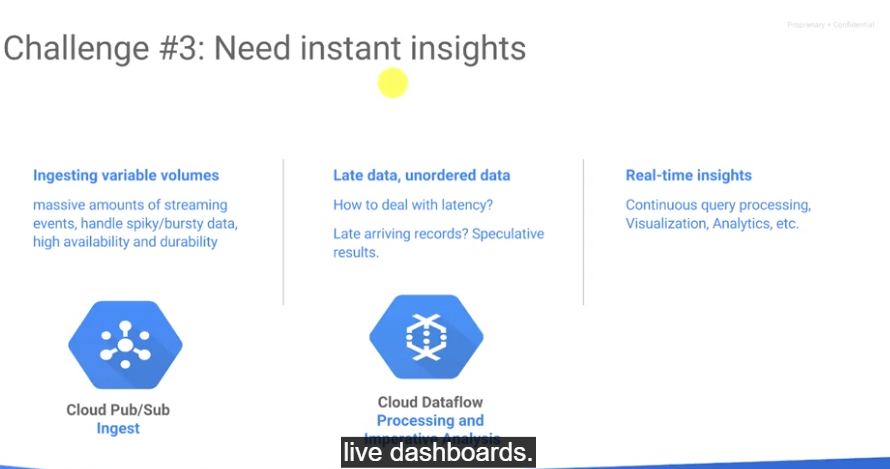 Proprietary + Confidential
Challenge #3: Need instant insights
Ingesting variable volumes
massive amounts of streaming
events, handle spiky/bursty data,
high availability and durability
Late data, unordered data
How to deal with latency?
Late arriving records? Speculative
results.
Real-time insights
Continuous query processing,
Visualization, Analytics, etc.
Cloud Pub/Sub
Ingest
Cloud Dataflow
Processing and
Imperative Analysis
live dashboards.